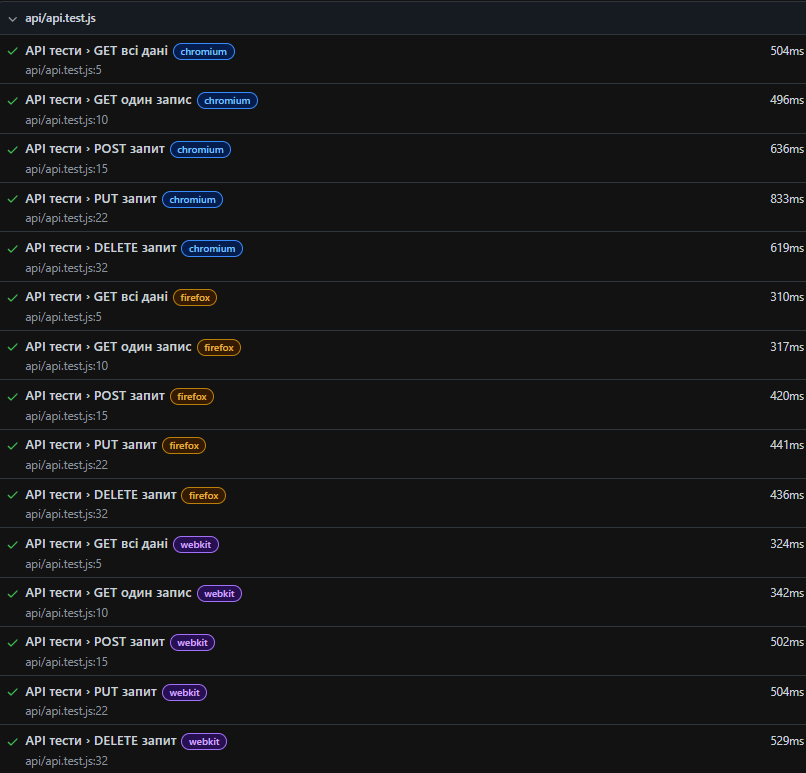 api/api.test.js
API тести › GET всі дані chromium 504ms
api/api.test.js:5
API тести › GET один запис chromium 496ms
api/api.test.js:10
API тести › POST запит chromium 636ms
api/api.test.js:15
API тести › PUT запит chromium 833ms
api/api.test.js:22
API тести › DELETE запит chromium 619ms
api/api.test.js:32
API тести › GET всі дані firefox 310ms
api/api.test.js:5
API тести › GET один запис firefox 317ms
api/api.test.js:10
API тести › POST запит firefox 420ms
api/api.test.js:15
API тести › PUT запит firefox 441ms
api/api.test.js:22
API тести › DELETE запит firefox 436ms
api/api.test.js:32
API тести › GET всі дані webkit 324ms
api/api.test.js:5
API тести › GET один запис webkit 342ms
api/api.test.js:10
API тести › POST запит webkit 502ms
api/api.test.js:15
API тести › PUT запит webkit 504ms
api/api.test.js:22
API тести › DELETE запит webkit 529ms
api/api.test.js:32